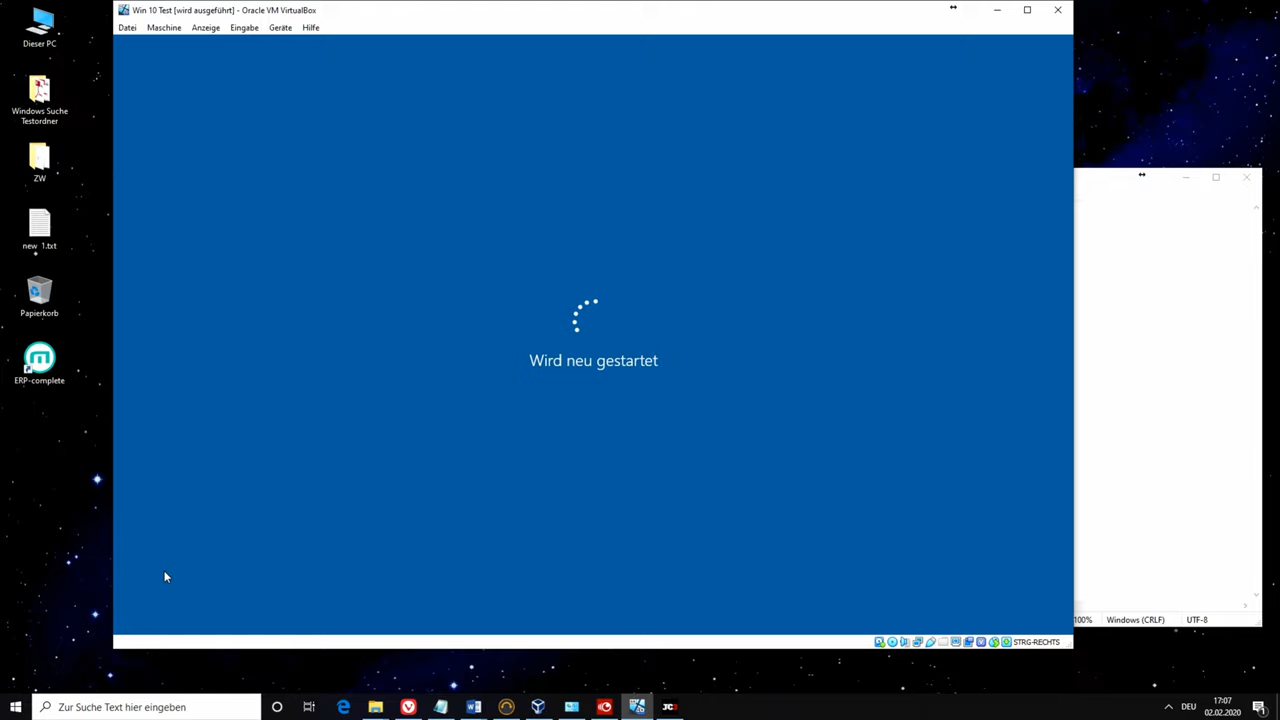 Dieser PC
Windows Suche
Testordner
ZW
new 1.txt
Papierkorb
ERP-complete
Win 10 Test [wird ausgeführt] - Oracle VM VirtualBox
Datei Maschine Anzeige Eingabe Geräte Hilfe
Wird neu gestartet
STRG-RECHTS
100% Windows (CRLF) UTF-8
Zur Suche Text hier eingeben
JC3
DEU
17:07
02.02.2020
1